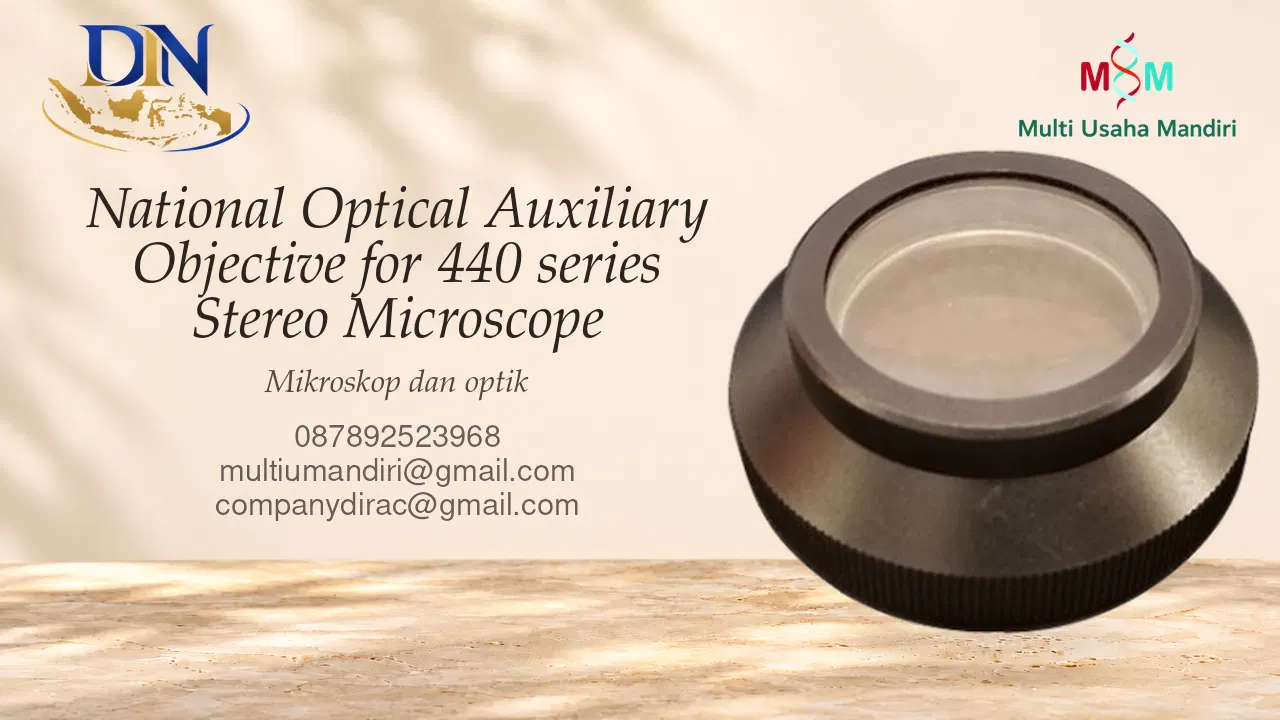 DIN
M M
Multi Usaha Mandiri
National Optical Auxiliary
Objective for 440 series
Stereo Microscope
Mikroskop dan optik
087892523968
multiumandiri@gmail.com
companydirac@gmail.com